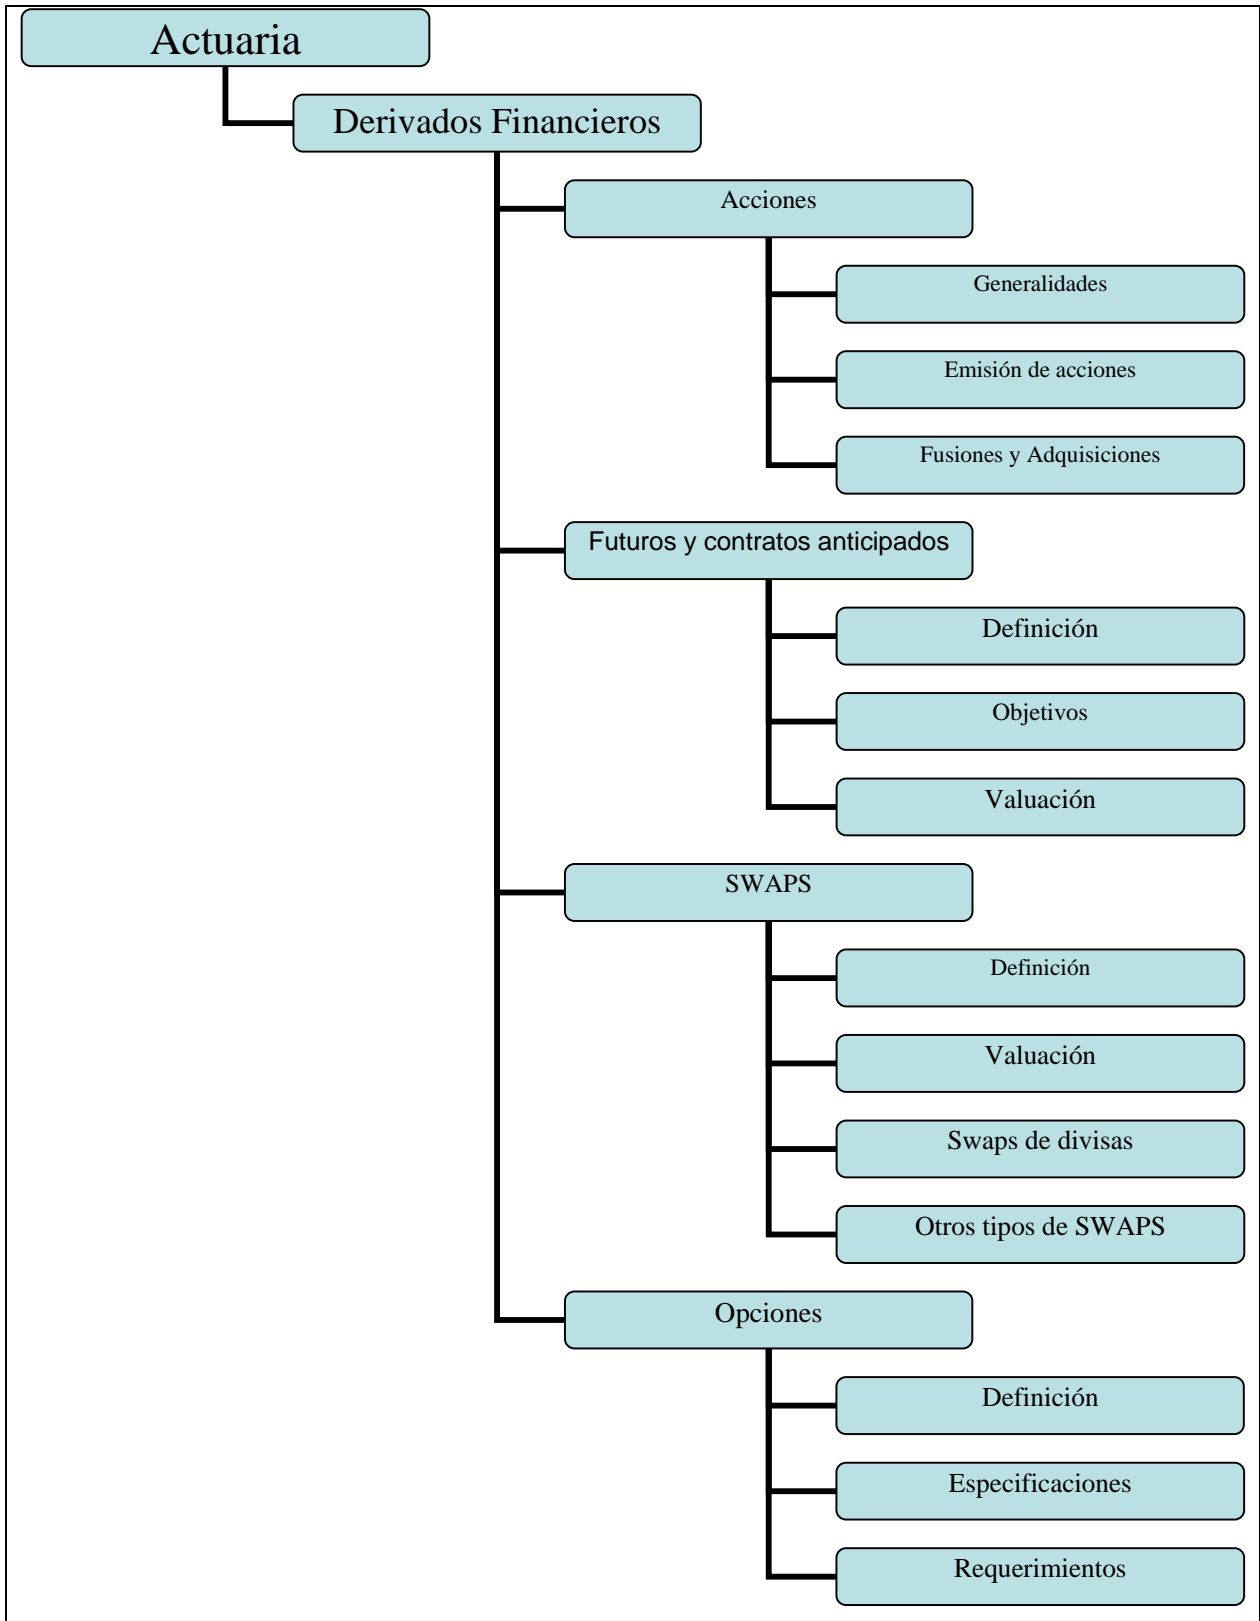 Actuaria
Derivados Financieros
Acciones
Generalidades
Emisión de acciones
Fusiones y Adquisiciones
Futuros y contratos anticipados
Definición
Objetivos
Valuación
SWAPS
Definición
Valuación
Swaps de divisas
Otros tipos de SWAPS
Opciones
Definición
Especificaciones
Requerimientos